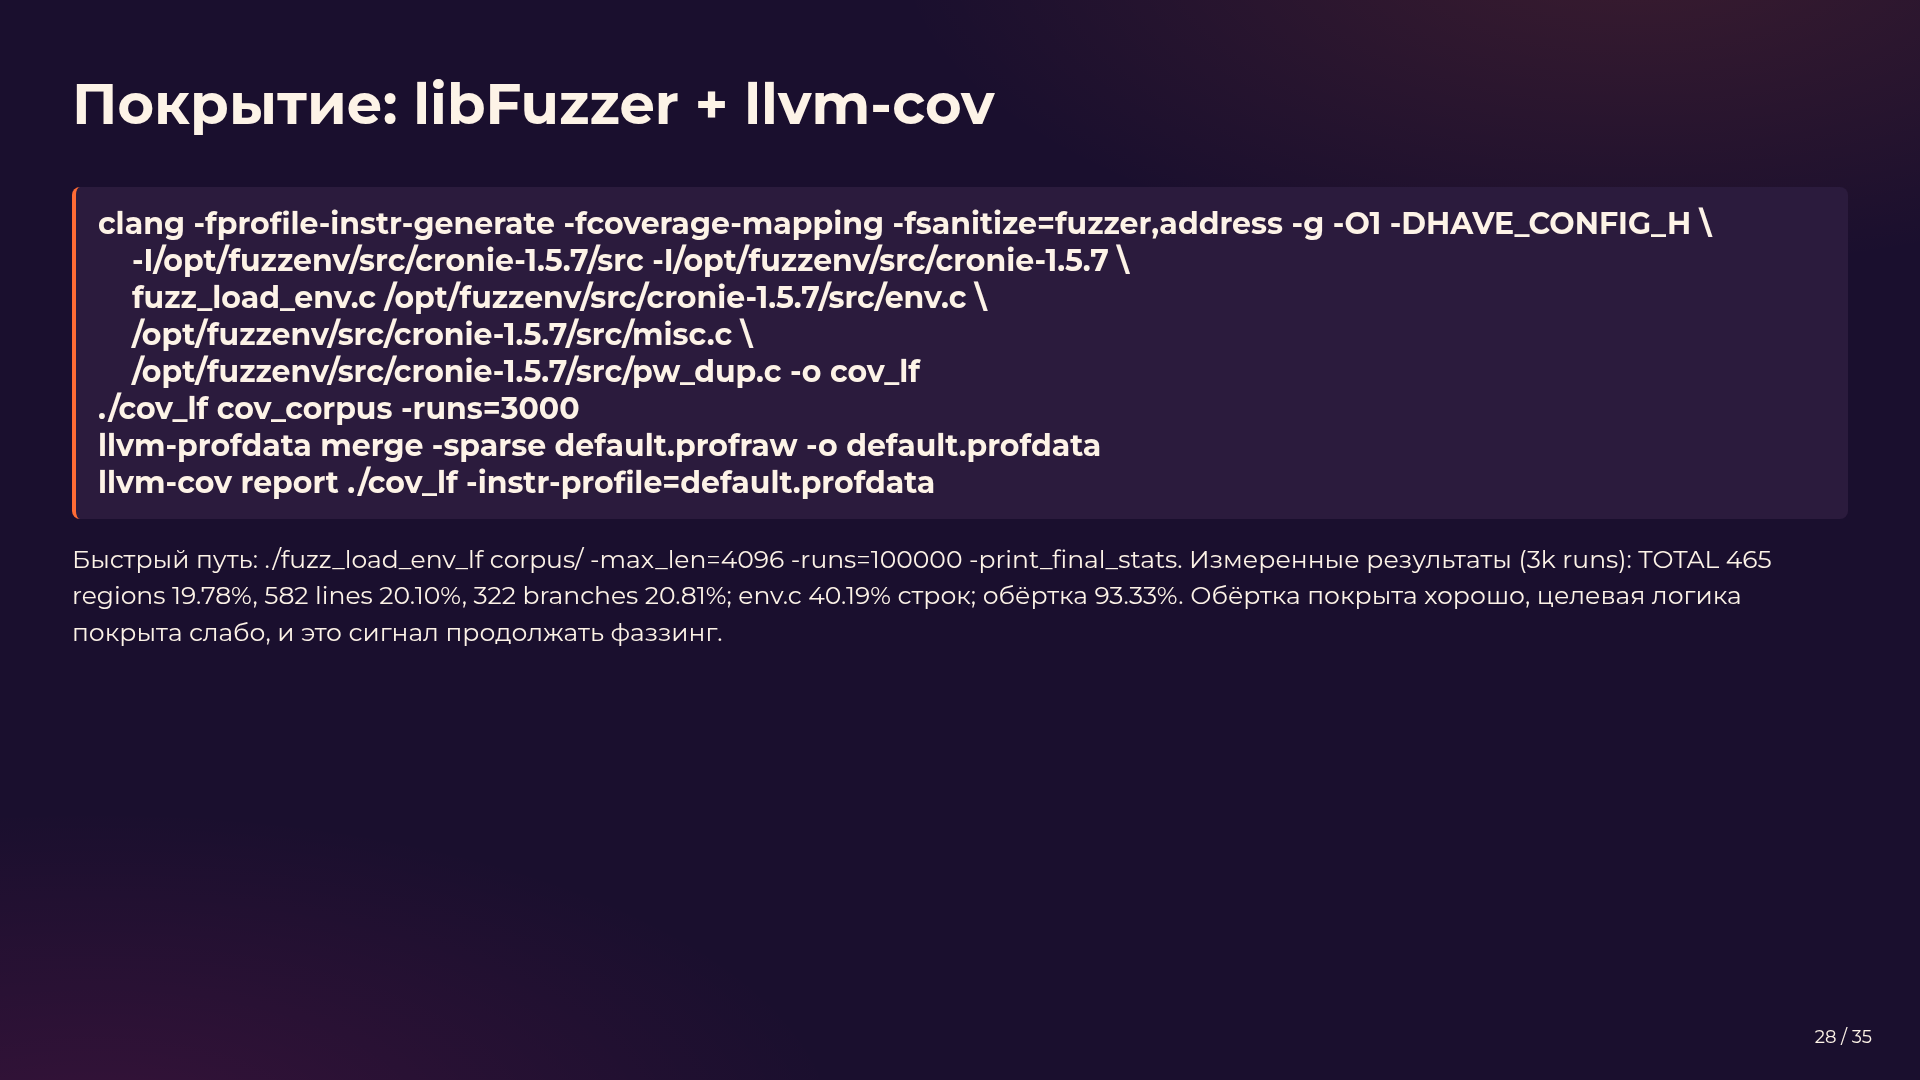 Покрытие: libFuzzer + llvm-cov
clang -fprofile-instr-generate -fcoverage-mapping -fsanitize=fuzzer,address -g -O1 -DHAVE_CONFIG_H \
-I/opt/fuzzenv/src/cronie-1.5.7/src -I/opt/fuzzenv/src/cronie-1.5.7 \
fuzz_load_env.c /opt/fuzzenv/src/cronie-1.5.7/src/env.c \
/opt/fuzzenv/src/cronie-1.5.7/src/misc.c \
/opt/fuzzenv/src/cronie-1.5.7/src/pw_dup.c -o cov_lf
./cov_lf cov_corpus -runs=3000
llvm-profdata merge -sparse default.profraw -o default.profdata
llvm-cov report ./cov_lf -instr-profile=default.profdata
Быстрый путь: ./fuzz_load_env_lf corpus/ -max_len=4096 -runs=100000 -print_final_stats. Измеренные результаты (3k runs): TOTAL 465
regions 19.78%, 582 lines 20.10%, 322 branches 20.81%; env.c 40.19% строк; обёртка 93.33%. Обёртка покрыта хорошо, целевая логика
покрыта слабо, и это сигнал продолжать фаззинг.
28 / 35